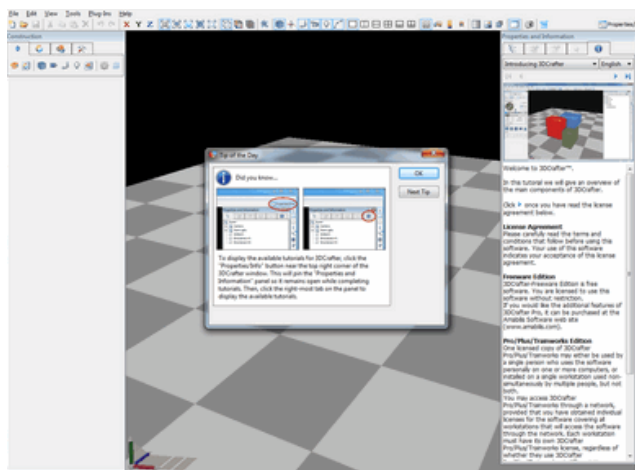 File Edit View Tools Plug-Ins Help
X Y Z
Properties
Construction
Properties and Information
Introducing 3DCrafter
English
Tip of the Day
Did you know...
OK
Next Tip
To display the available tutorials for 3DCrafter, click the
"Properties/Info" button near the top right corner of the
3DCrafter window. This will pin the "Properties and
Information" panel so it remains open while completing
tutorials. Then, click the right-most tab on the panel to
display the available tutorials.
Welcome to 3DCrafter™.
In this tutorial we will give an overview of
the main components of 3DCrafter.
Click once you have read the license
agreement below.
License Agreement
Please carefully read the terms and
conditions that follow before using this
software. Your use of the software
indicates your acceptance of the license
agreement.
Freeware Edition
3DCrafter-Freeware Edition is free
software. You are licensed to use this
software without restriction.
If you would like the additional features of
3DCrafter Pro, it can be purchased at the
Amabilis Software web site
(www.amabilis.com).
Pro/Plus/Trainworks Edition
One licensed copy of 3DCrafter
Pro/Plus/Trainworks may either be used by
a single person who uses the software
personally on one or more computers, or
installed on a single workstation used non-
simultaneously by multiple people, but not
both.
You may access 3DCrafter
Pro/Plus/Trainworks through a network,
provided that you have obtained individual
licenses for the software covering all
workstations that will access the software
through the network. Each workstation
must have its own 3DCrafter
Pro/Plus/Trainworks license, regardless of
whether they use 3DCrafter